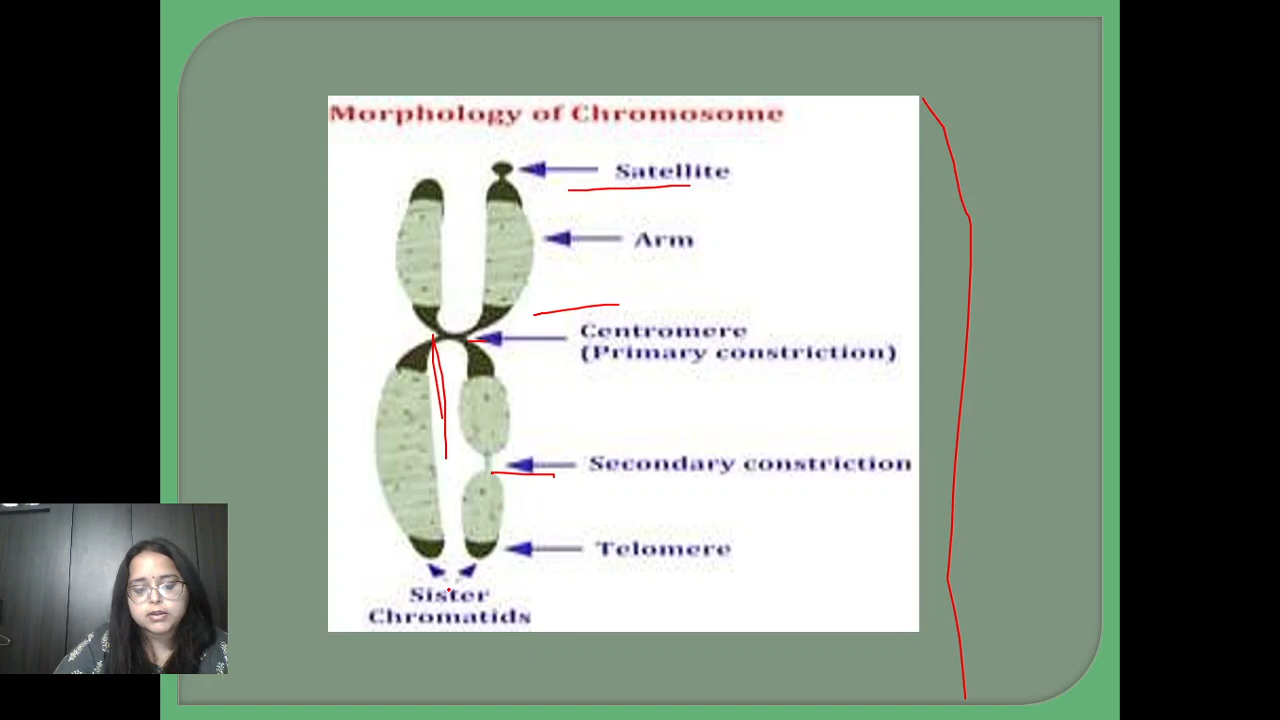 Morphology of Chromosome
Satellite
Arm
Centromere
(Primary constriction)
Secondary constriction
Telomere
Sister
Chromatids